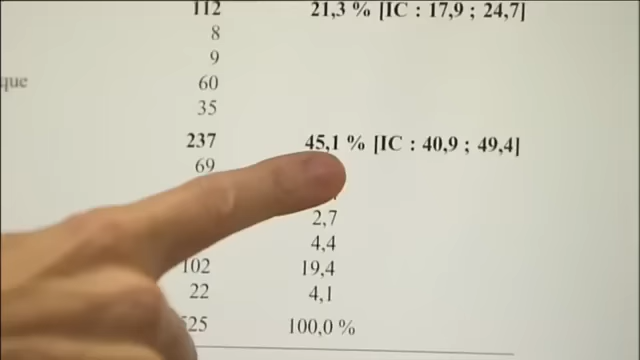 112 21,3 % [IC : 17,9 ; 24,7]
8
9
que 60
35
237 45,1 % [IC : 40,9 ; 49,4]
69
2,7
4,4
102 19,4
22 4,1
525 100,0 %